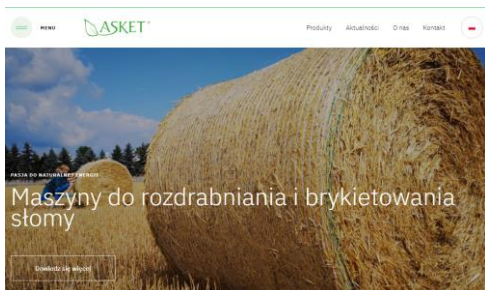 MENU
ASKET
Produkty Aktualności O nas Kontakt
PASJA DO NATURALNEJ ENERGII
Maszyny do rozdrabniania i brykietowania
słomy
Dowiedz się więcej